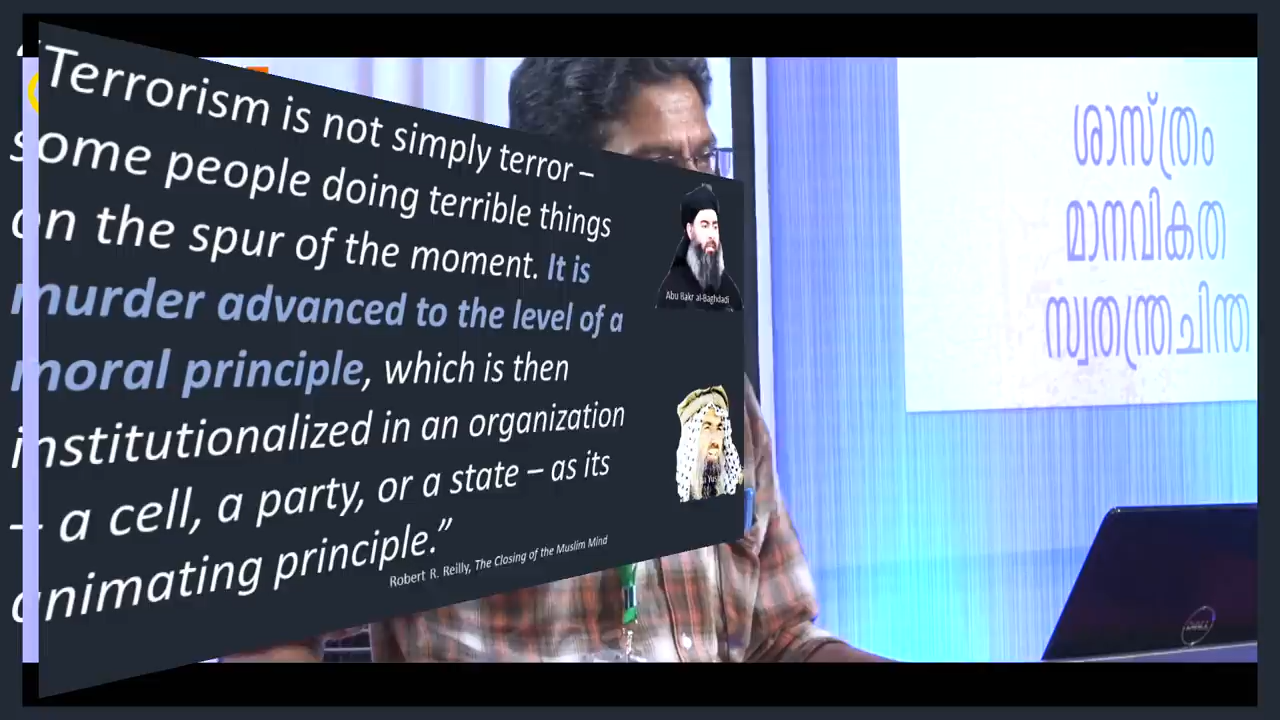 “Terrorism is not simply terror –
some people doing terrible things
on the spur of the moment. It is
murder advanced to the level of a
moral principle, which is then
institutionalized in an organization
– a cell, a party, or a state – as its
animating principle.”
Robert R. Reilly, The Closing of the Muslim Mind
Abu Bakr al-Baghdadi
ശാസ്ത്രം
മാനവികത
സ്വതന്ത്രചിന്ത
DELL